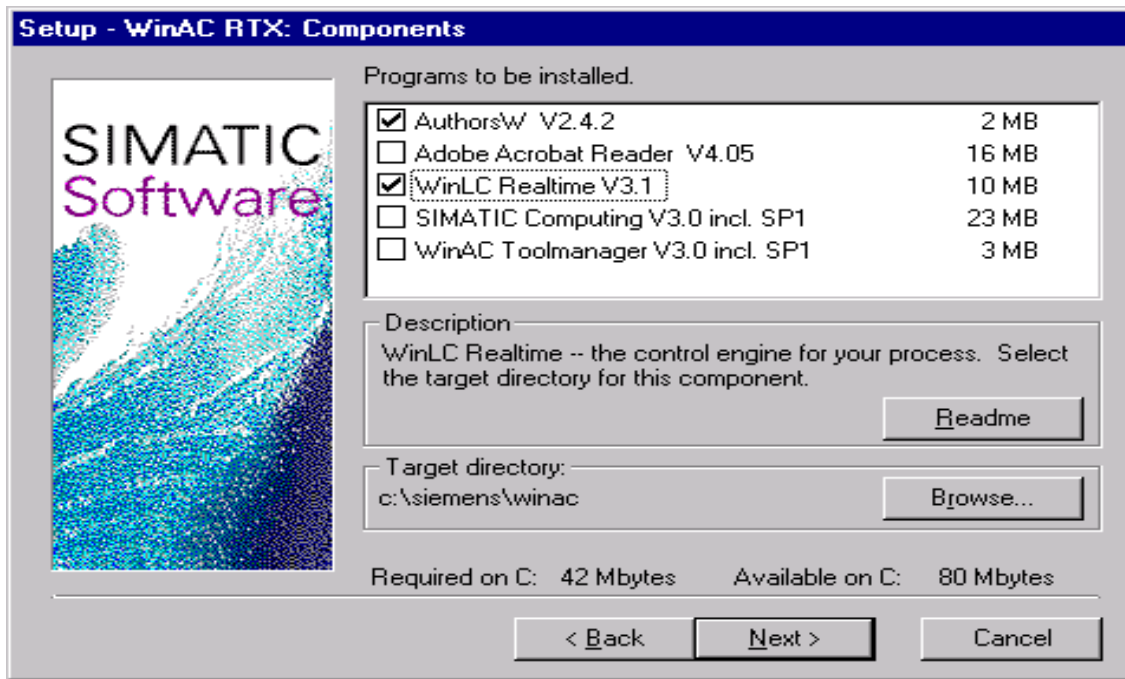 Setup - WinAC RTX: Components
SIMATIC
Software
Programs to be installed.
AuthorsW V2.4.2 2 MB
Adobe Acrobat Reader V4.05 16 MB
WinLC Realtime V3.1 10 MB
SIMATIC Computing V3.0 incl. SP1 23 MB
WinAC Toolmanager V3.0 incl. SP1 3 MB
Description
WinLC Realtime -- the control engine for your process. Select
the target directory for this component.
Readme
Target directory:
c:\siemens\winac
Browse...
Required on C: 42 Mbytes Available on C: 80 Mbytes
< Back Next > Cancel